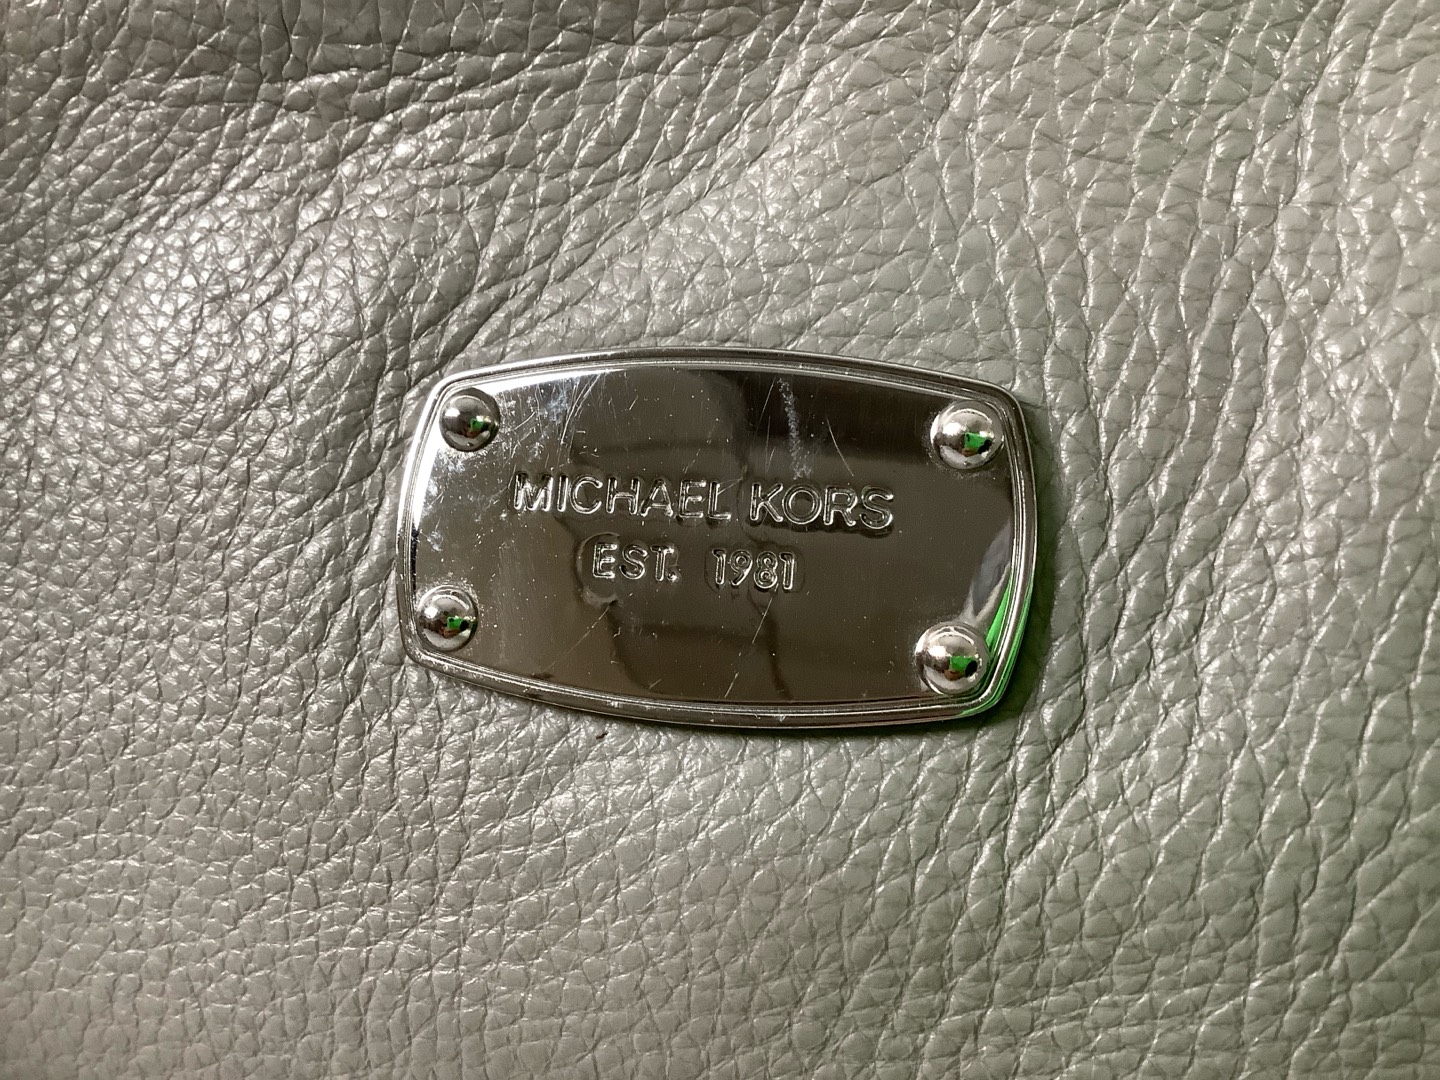 MICHAEL KORS
EST. 1981